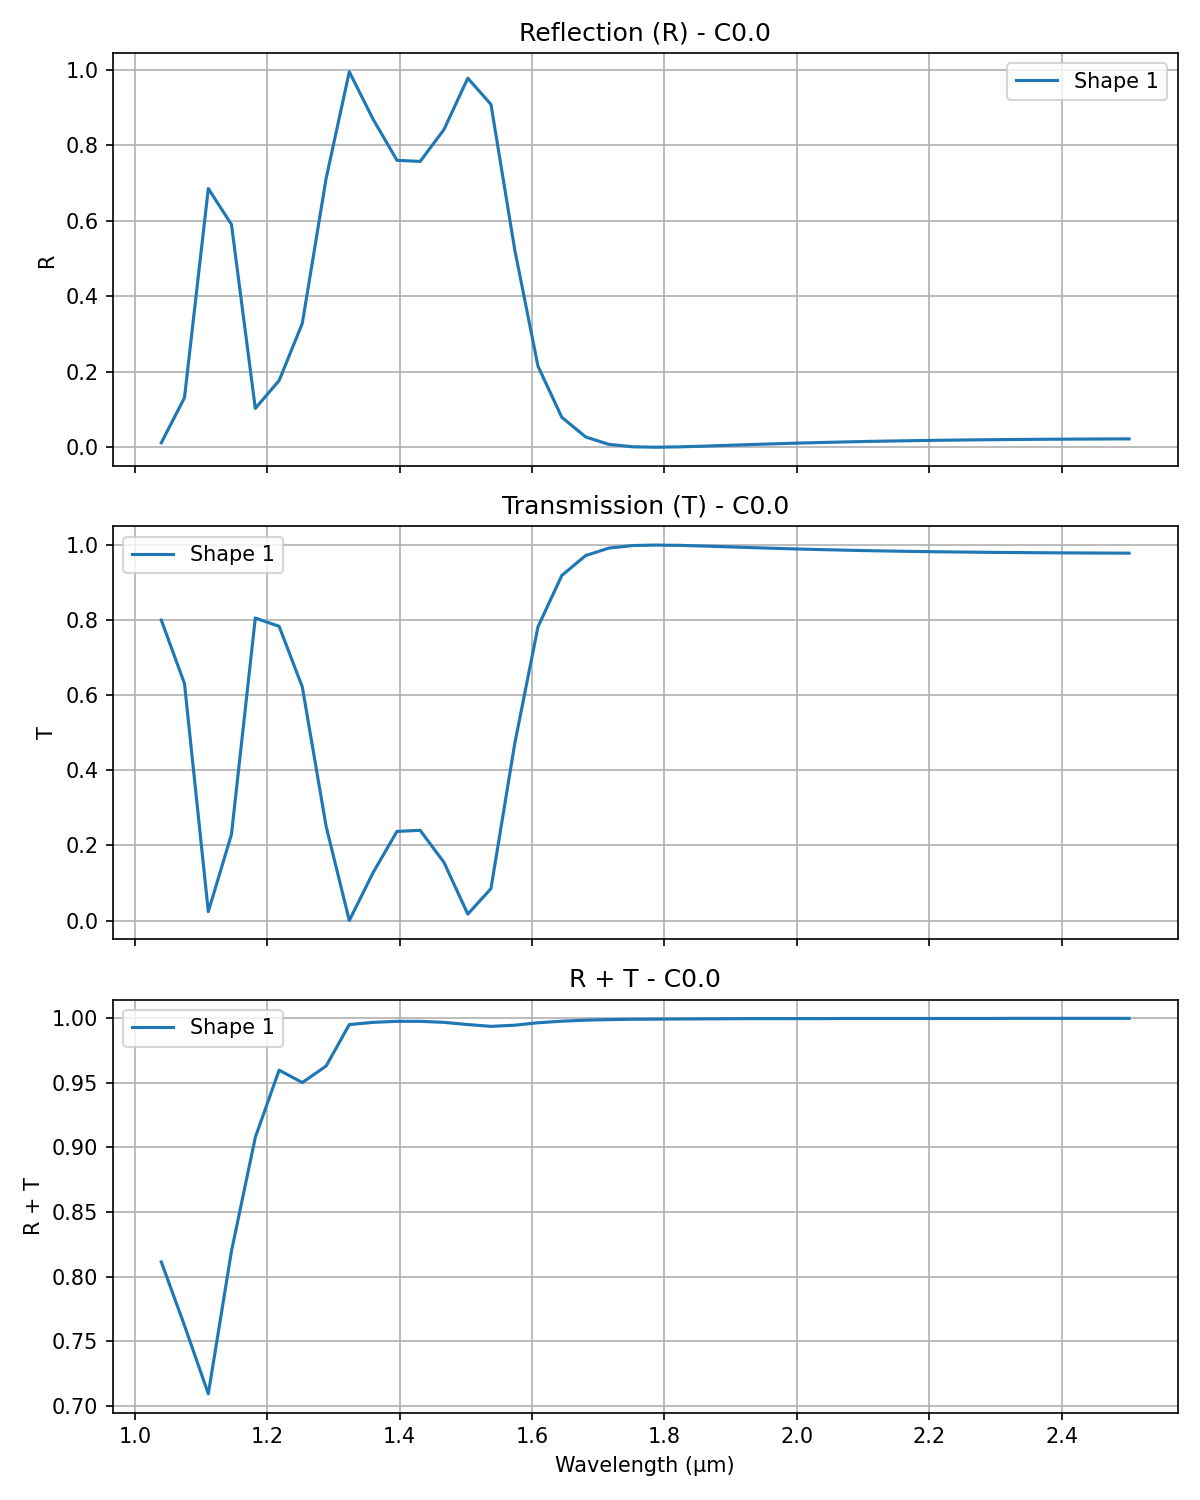 Reflection (R) - C0.0
1.0
0.8
0.6
0.4
0.2
0.0
R
Shape 1
Transmission (T) - C0.0
1.0
0.8
0.6
0.4
0.2
0.0
T
Shape 1
R + T - C0.0
1.00
0.95
0.90
0.85
0.80
0.75
0.70
R + T
Shape 1
1.0 1.2 1.4 1.6 1.8 2.0 2.2 2.4
Wavelength (μm)